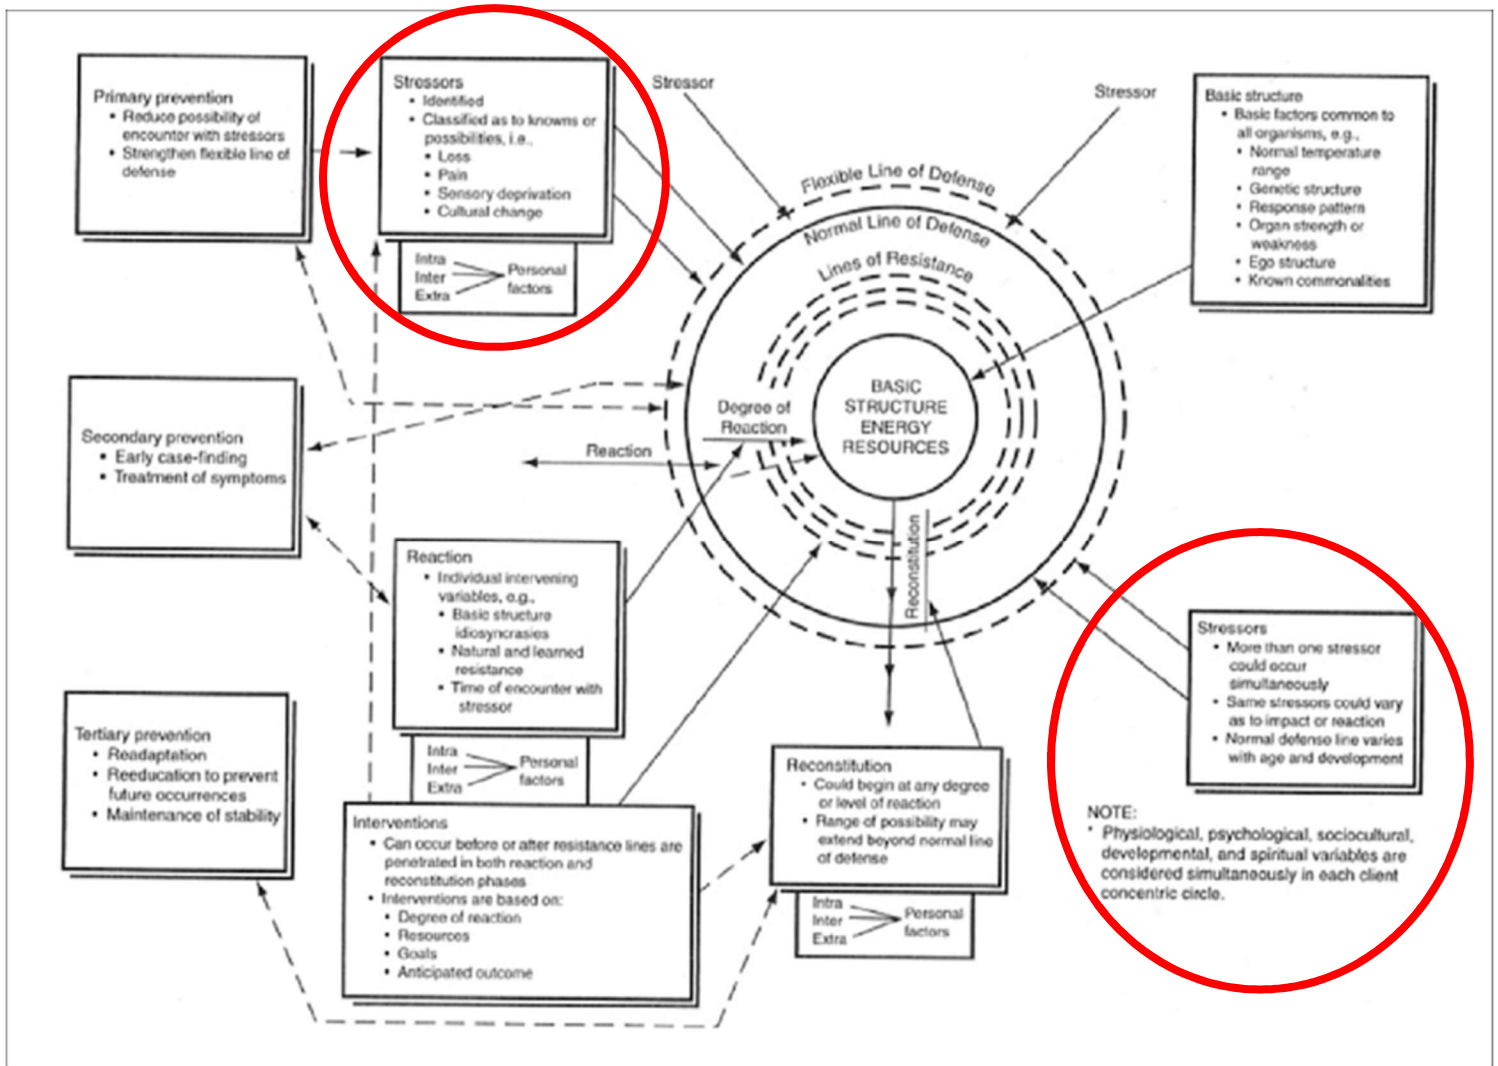 Primary prevention
• Reduce possibility of
encounter with stressors
• Strengthen flexible line of
defense
Stressors
• Identified
• Classified as to knowns or
possibilities, i.e.,
• Loss
• Pain
• Sensory deprivation
• Cultural change
Intra
Inter
Extra
Personal
factors
Stressor
Stressor
Basic structure
• Basic factors common to
all organisms, e.g.,
• Normal temperature
range
• Genetic structure
• Response pattern
• Organ strength or
weakness
• Ego structure
• Known commonalities
Flexible Line of Defense
Normal Line of Defense
Lines of Resistance
BASIC
STRUCTURE
ENERGY
RESOURCES
Degree of
Reaction
Reaction
Reconstitution
Secondary prevention
• Early case-finding
• Treatment of symptoms
Reaction
• Individual intervening
variables, e.g.,
• Basic structure
idiosyncrasies
• Natural and learned
resistance
• Time of encounter with
stressor
Intra
Inter
Extra
Personal
factors
Stressors
• More than one stressor
could occur
simultaneously
• Same stressors could vary
as to impact or reaction
• Normal defense line varies
with age and development
NOTE:
* Physiological, psychological, sociocultural,
developmental, and spiritual variables are
considered simultaneously in each client
concentric circle.
Tertiary prevention
• Readaptation
• Reeducation to prevent
future occurrences
• Maintenance of stability
Interventions
• Can occur before or after resistance lines are
penetrated in both reaction and
reconstitution phases
• Interventions are based on:
• Degree of reaction
• Resources
• Goals
• Anticipated outcome
Reconstitution
• Could begin at any degree
or level of reaction
• Range of possibility may
extend beyond normal line
of defense
Intra
Inter
Extra
Personal
factors